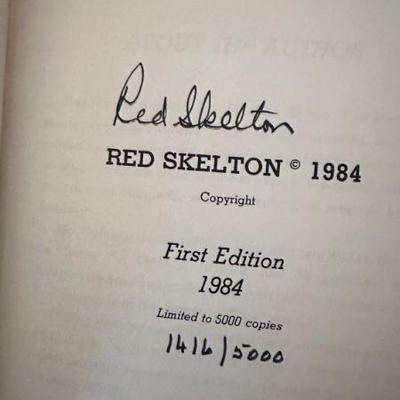 Red Skelton
RED SKELTON © 1984
Copyright
First Edition
1984
Limited to 5000 copies
1416/5000